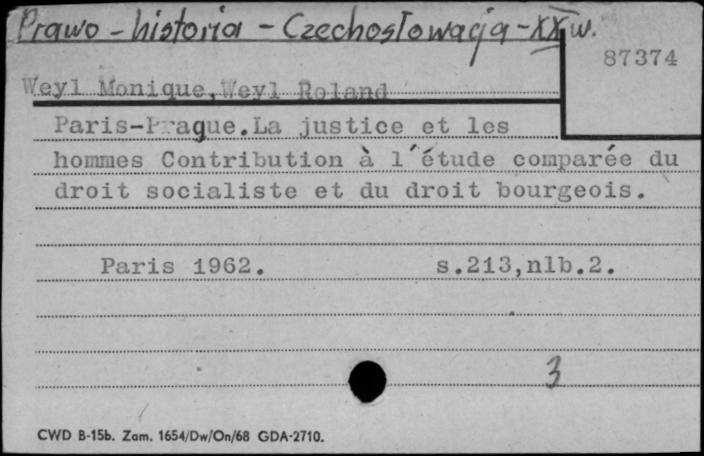 Prawo - historia - Czechosłowacja - XX w.
87374
Weyl Monique, Weyl Roland
Paris-Prague. La justice et les
hommes Contribution à l'étude comparée du
droit socialiste et du droit bourgeois.
Paris 1962. s.213,nlb.2.
3
CWD B-15b. Zam. 1654/Dw/On/68 GDA-2710.